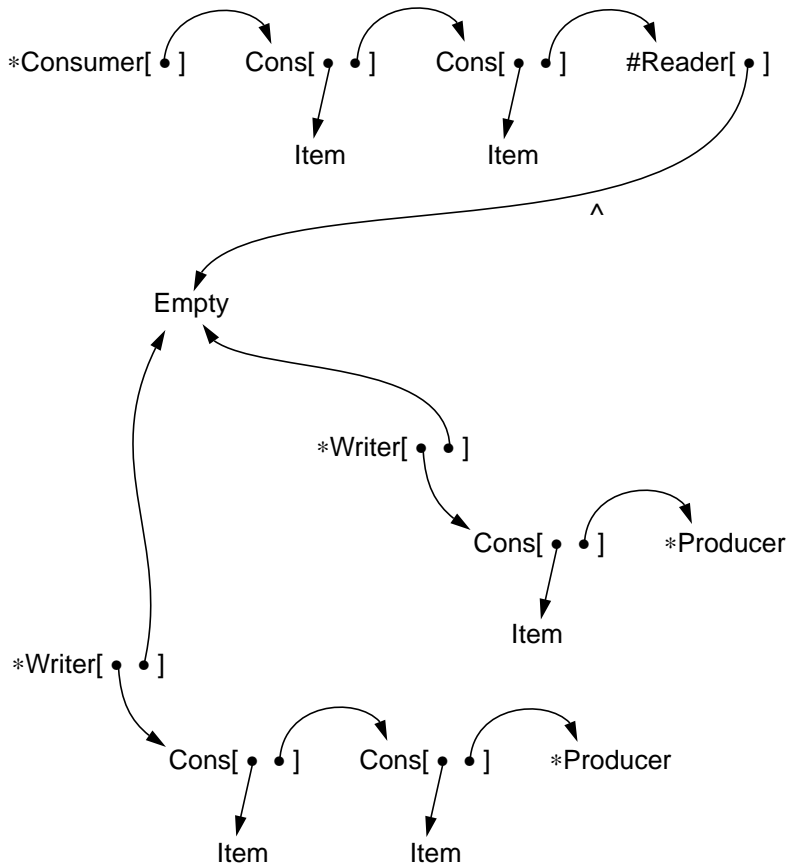 ∗Consumer[ • ] Cons[ • • ] Cons[ • • ] #Reader[ • ]
Item Item
^
Empty
∗Writer[ • • ]
Cons[ • • ] ∗Producer
Item
∗Writer[ • • ]
Cons[ • • ] Cons[ • • ] ∗Producer
Item Item